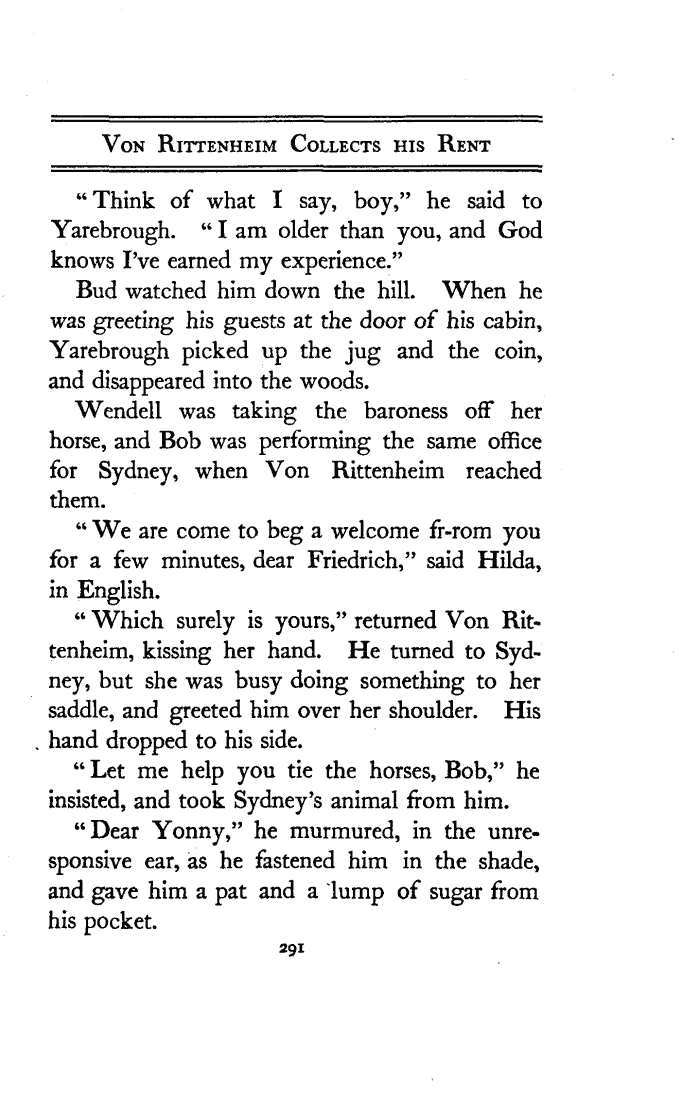 Von Rittenheim Collects his Rent
“Think of what I say, boy,” he said to
Yarebrough. “I am older than you, and God
knows I've earned my experience.”
Bud watched him down the hill. When he
was greeting his guests at the door of his cabin,
Yarebrough picked up the jug and the coin,
and disappeared into the woods.
Wendell was taking the baroness off her
horse, and Bob was performing the same office
for Sydney, when Von Rittenheim reached
them.
“We are come to beg a welcome fr-rom you
for a few minutes, dear Friedrich,” said Hilda,
in English.
“Which surely is yours,” returned Von Rit-
tenheim, kissing her hand. He turned to Syd-
ney, but she was busy doing something to her
saddle, and greeted him over her shoulder. His
hand dropped to his side.
“Let me help you tie the horses, Bob,” he
insisted, and took Sydney's animal from him.
“Dear Yonny,” he murmured, in the unre-
sponsive ear, as he fastened him in the shade,
and gave him a pat and a lump of sugar from
his pocket.
291